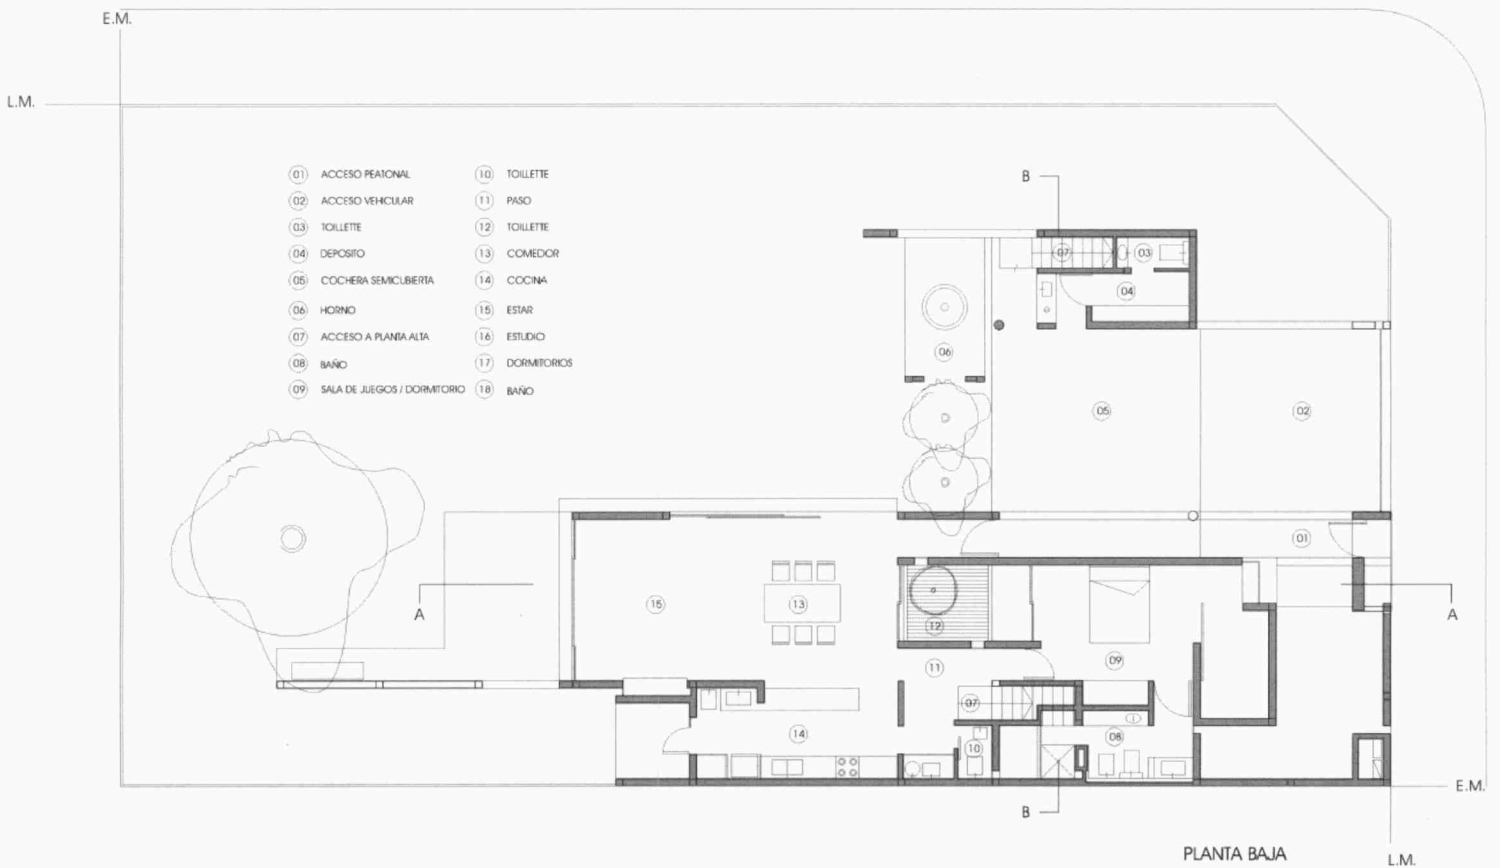 E.M.
L.M.
01 ACCESO PEATONAL
02 ACCESO VEHICULAR
03 TOILLETTE
04 DEPOSITO
05 COCHERA SEMICUBIERTA
06 HORNO
07 ACCESO A PLANTA ALTA
08 BAÑO
09 SALA DE JUEGOS / DORMITORIO
10 TOILLETTE
11 PASO
12 TOILLETTE
13 COMEDOR
14 COCINA
15 ESTAR
16 ESTUDIO
17 DORMITORIOS
18 BAÑO
B
07
03
04
06
05
02
01
A
15
13
12
A
11
09
07
14
10
08
E.M.
B
PLANTA BAJA
L.M.